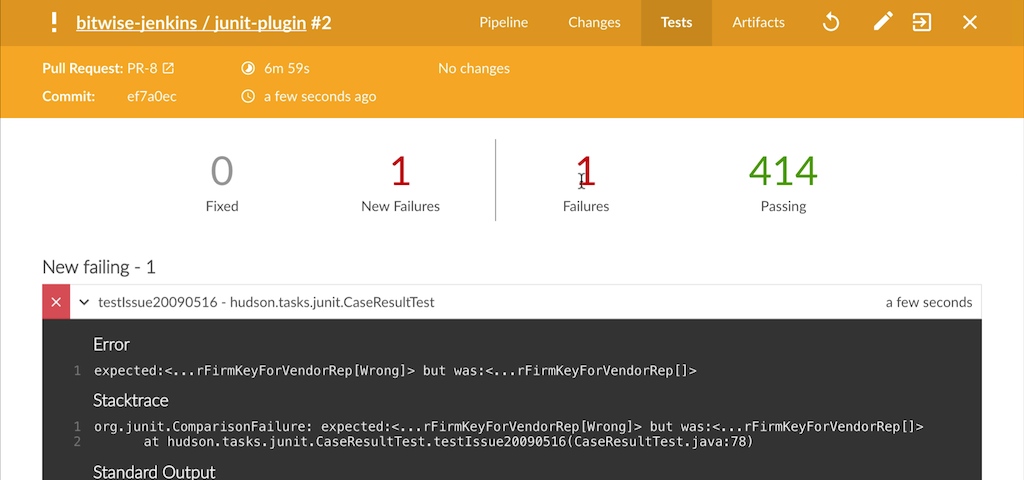 ! bitwise-jenkins / junit-plugin #2 Pipeline Changes Tests Artifacts
Pull Request: PR-8 6m 59s No changes
Commit: ef7a0ec a few seconds ago
0 1 1 414
Fixed New Failures Failures Passing
New failing - 1
testIssue20090516 - hudson.tasks.junit.CaseResultTest a few seconds
Error
1 expected:<...rFirmKeyForVendorRep[Wrong]> but was:<...rFirmKeyForVendorRep[]>
Stacktrace
1 org.junit.ComparisonFailure: expected:<...rFirmKeyForVendorRep[Wrong]> but was:<...rFirmKeyForVendorRep[]>
2 at hudson.tasks.junit.CaseResultTest.testIssue20090516(CaseResultTest.java:78)
Standard Output